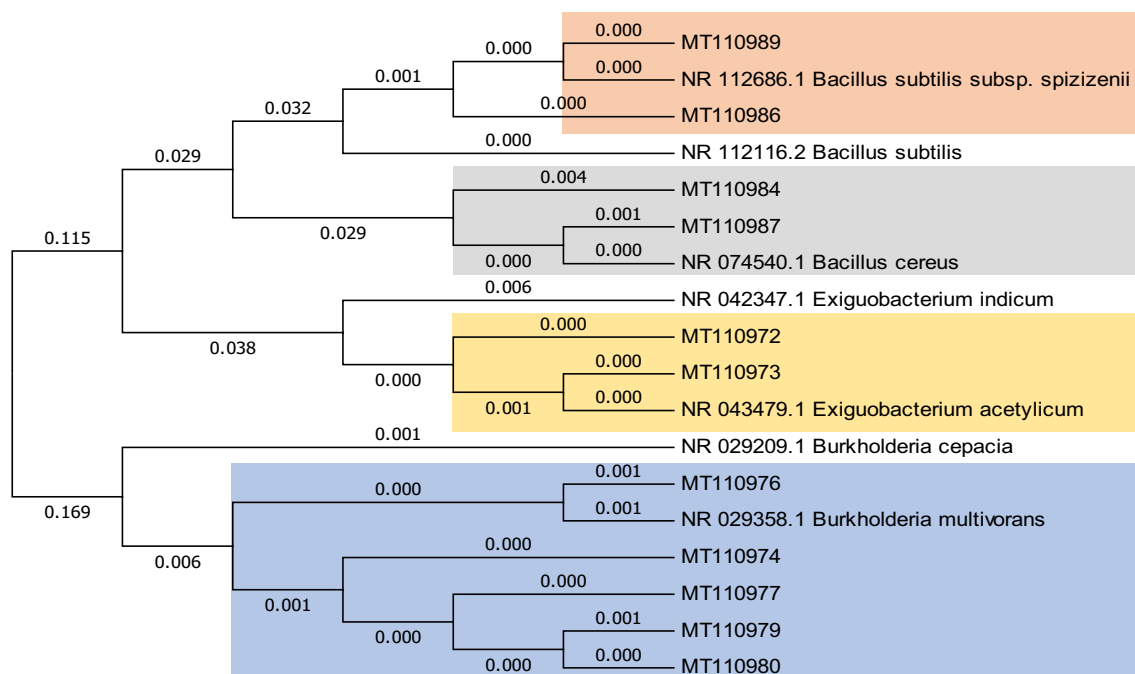 0.000
MT110989
0.000
0.000
NR 112686.1 Bacillus subtilis subsp. spizizenii
0.001
0.000
MT110986
0.032
0.000
NR 112116.2 Bacillus subtilis
0.029
0.004
MT110984
0.001
MT110987
0.029
0.000
0.000
NR 074540.1 Bacillus cereus
0.115
0.006
NR 042347.1 Exiguobacterium indicum
0.000
MT110972
0.038
0.000
MT110973
0.000
0.001
0.000
NR 043479.1 Exiguobacterium acetylicum
0.001
NR 029209.1 Burkholderia cepacia
0.001
MT110976
0.000
0.001
NR 029358.1 Burkholderia multivorans
0.169
0.000
MT110974
0.006
0.000
MT110977
0.001
0.001
MT110979
0.000
0.000
0.000
MT110980